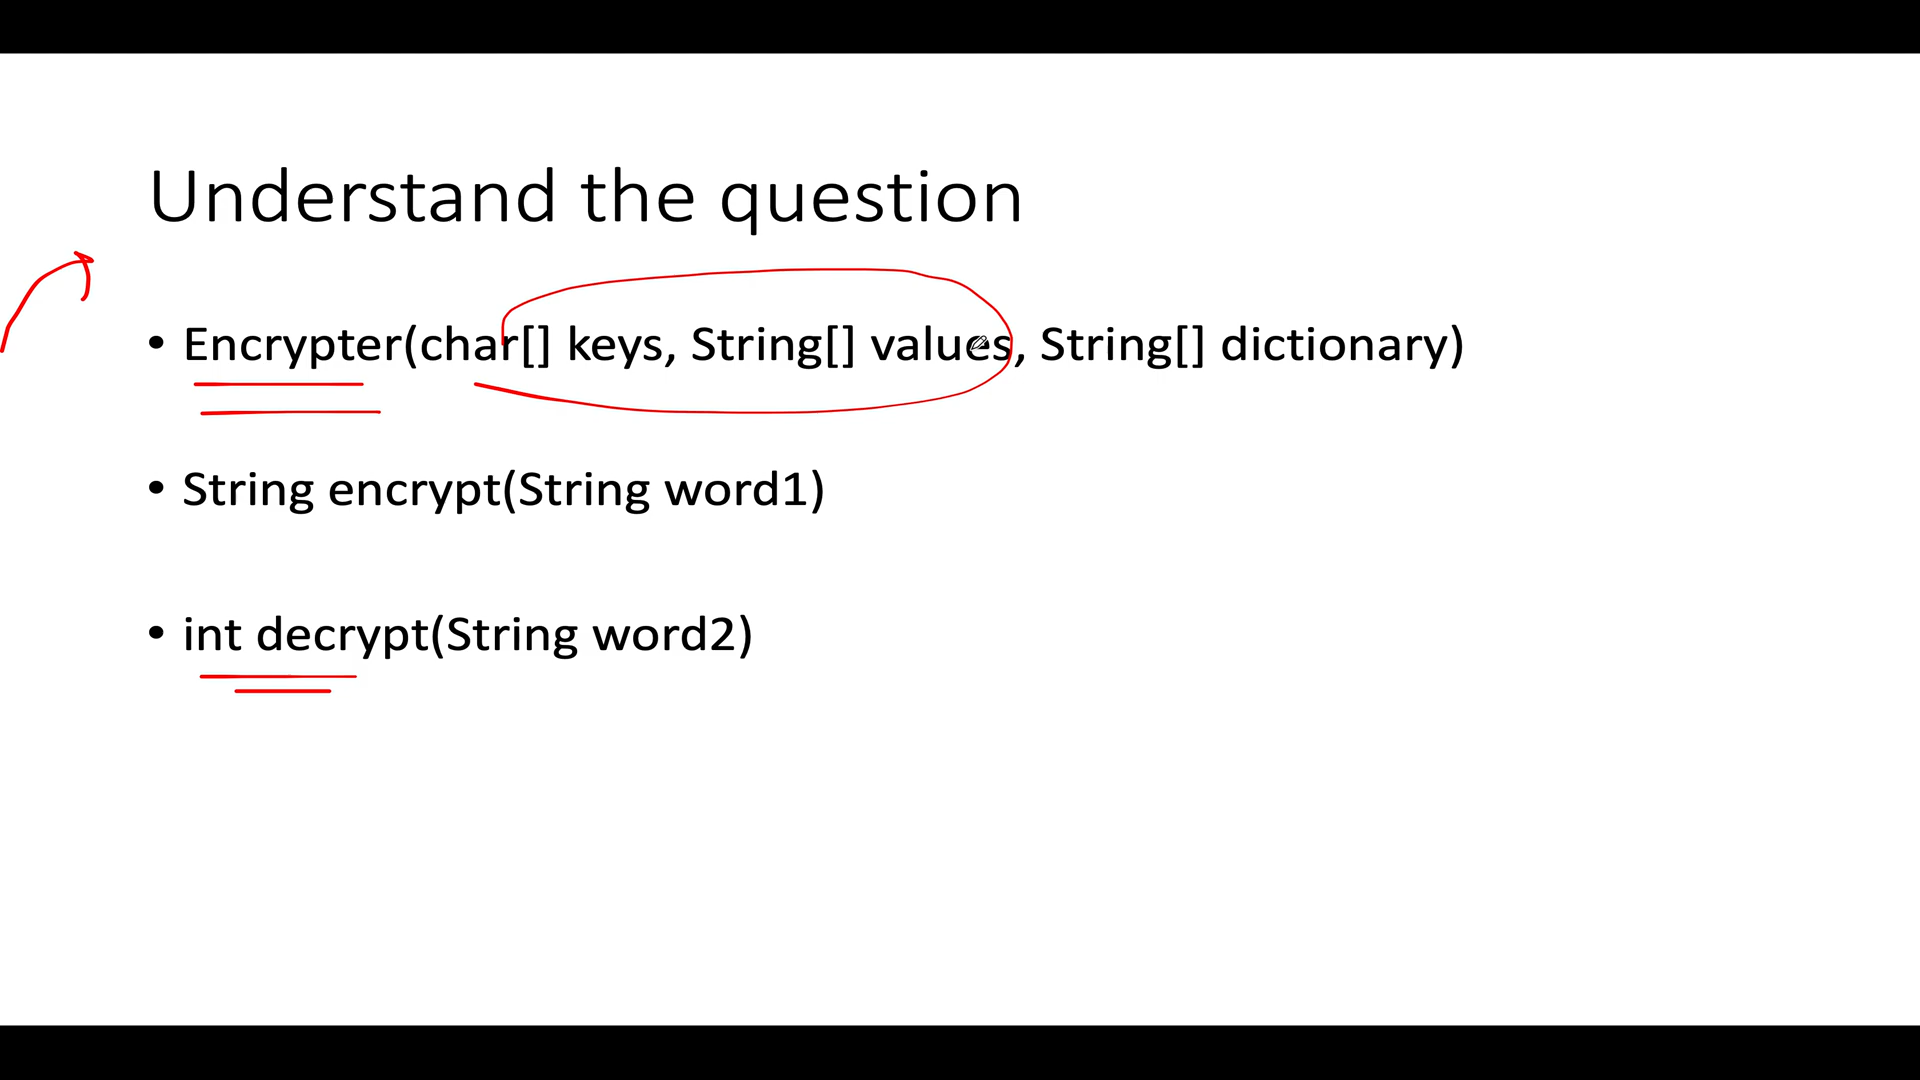 Understand the question
• Encrypter(char[] keys, String[] values, String[] dictionary)
• String encrypt(String word1)
• int decrypt(String word2)